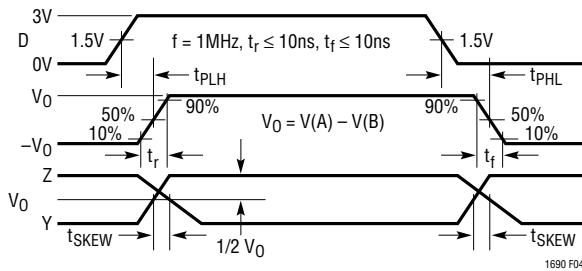 3V
D 1.5V f = 1MHz, tr ≤ 10ns, tf ≤ 10ns 1.5V
0V
tPLH tPHL
VO 90% 90%
50% VO = V(A) – V(B) 50%
10% 10%
–VO
tr tf
Z
VO
Y
tSKEW 1/2 VO tSKEW
1690 F04